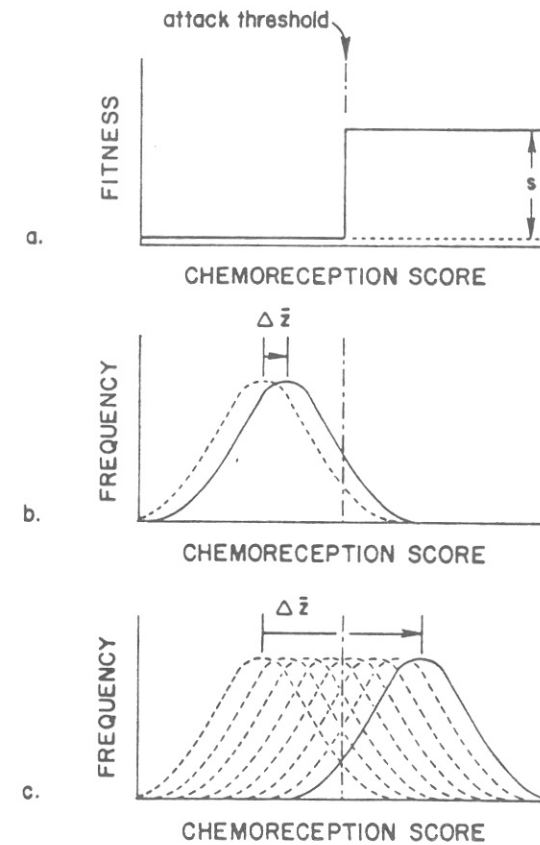 attack threshold
FITNESS
s
a.
CHEMORECEPTION SCORE
Δ z̄
FREQUENCY
b.
CHEMORECEPTION SCORE
Δ z̄
FREQUENCY
c.
CHEMORECEPTION SCORE